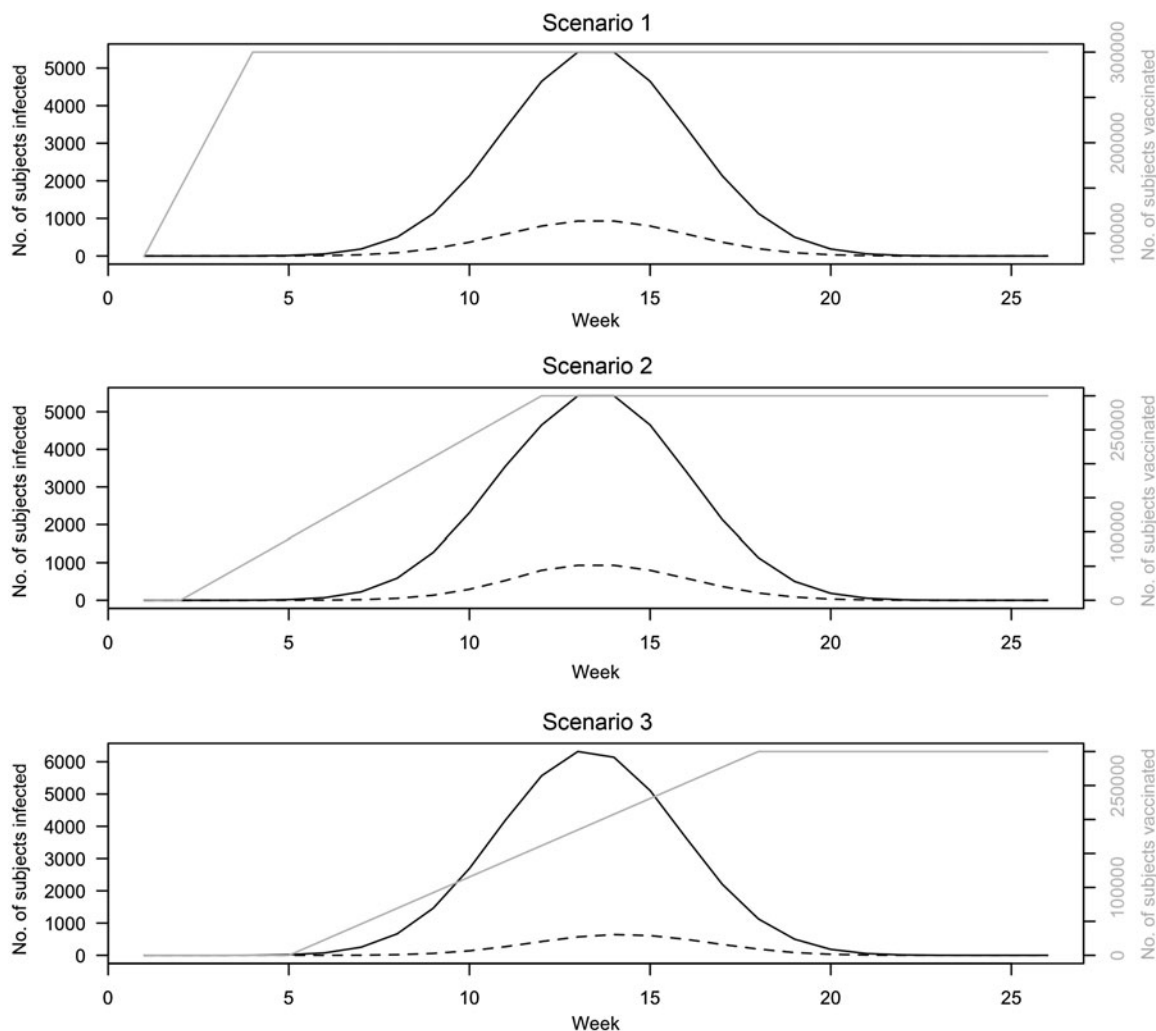 Scenario 1
No. of subjects infected
5000
4000
3000
2000
1000
0
300000
200000
100000
No. of subjects vaccinated
0 5 10 15 20 25
Week
Scenario 2
No. of subjects infected
5000
4000
3000
2000
1000
0
250000
100000
0
No. of subjects vaccinated
0 5 10 15 20 25
Week
Scenario 3
No. of subjects infected
6000
5000
4000
3000
2000
1000
0
250000
100000
0
No. of subjects vaccinated
0 5 10 15 20 25
Week